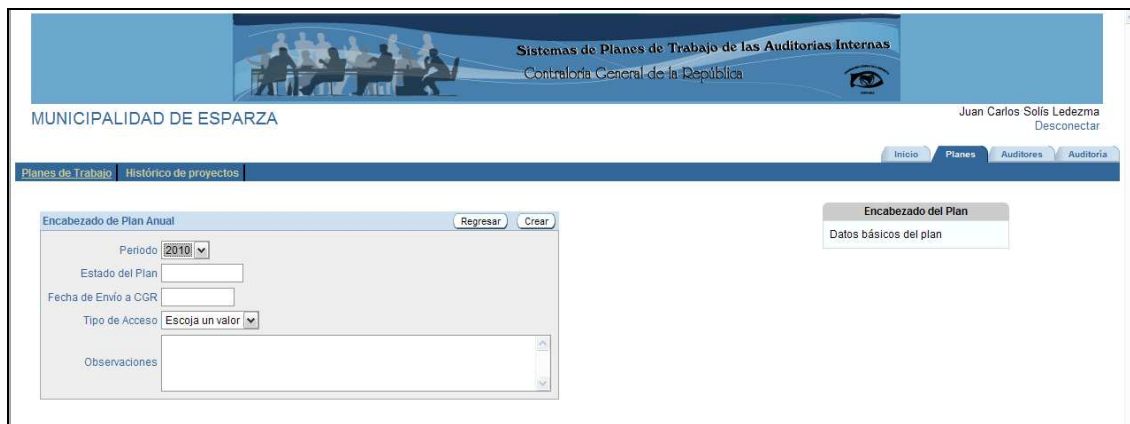 Sistemas de Planes de Trabajo de las Auditorias Internas
Contraloría General de la República
MUNICIPALIDAD DE ESPARZA
Juan Carlos Solís Ledezma
Desconectar
Inicio Planes Auditores Auditoria
Planes de Trabajo Histórico de proyectos
Encabezado de Plan Anual Regresar Crear
Periodo 2010
Estado del Plan
Fecha de Envío a CGR
Tipo de Acceso Escoja un valor
Observaciones
Encabezado del Plan
Datos básicos del plan